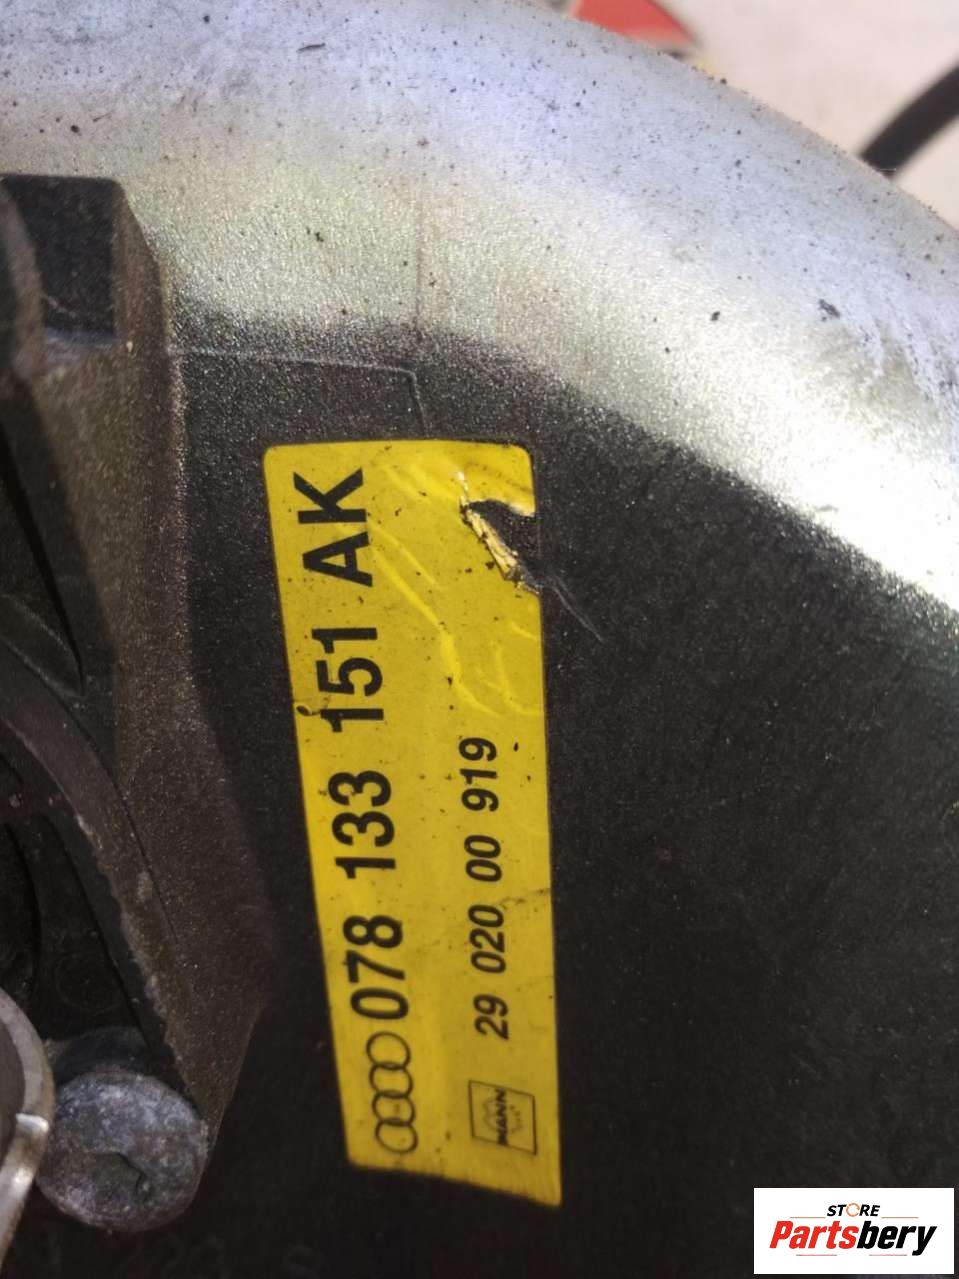 078 133 151 AK
29 020 00 919
MANN
STORE
Partsbery